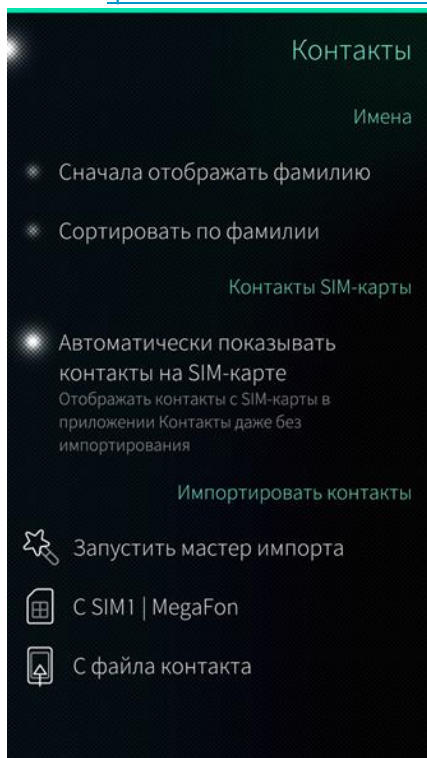 Контакты
Имена
Сначала отображать фамилию
Сортировать по фамилии
Контакты SIM-карты
Автоматически показывать
контакты на SIM-карте
Отображать контакты с SIM-карты в
приложении Контакты даже без
импортирования
Импортировать контакты
Запустить мастер импорта
С SIM1 | MegaFon
С файла контакта